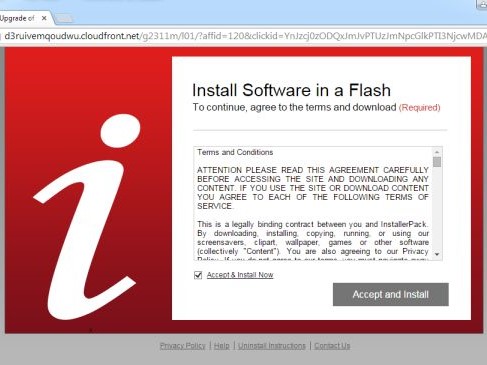 Upgrade of
d3ruivemqoudwu.cloudfront.net/g2311m/l01/?affid=120&clickid=YnJzcj0zODQxJmJvPTUzJmNpcGlkPTI3NjcwMDA
Install Software in a Flash
To continue, agree to the terms and download (Required)
Terms and Conditions
ATTENTION PLEASE READ THIS AGREEMENT CAREFULLY
BEFORE ACCESSING THE SITE AND DOWNLOADING ANY
CONTENT. IF YOU USE THE SITE OR DOWNLOAD CONTENT
YOU AGREE TO EACH OF THE FOLLOWING TERMS OF
SERVICE.
This is a legally binding contract between you and InstallerPack.
By downloading, installing, copying, running, or using our
screensavers, clipart, wallpaper, games or other software
(collectively "Content"). You are also agreeing to our Privacy
Policy. If you do not agree to our terms, you must navigate away
Accept & Install Now
Accept and Install
i
Privacy Policy | Help | Uninstall Instructions | Contact Us